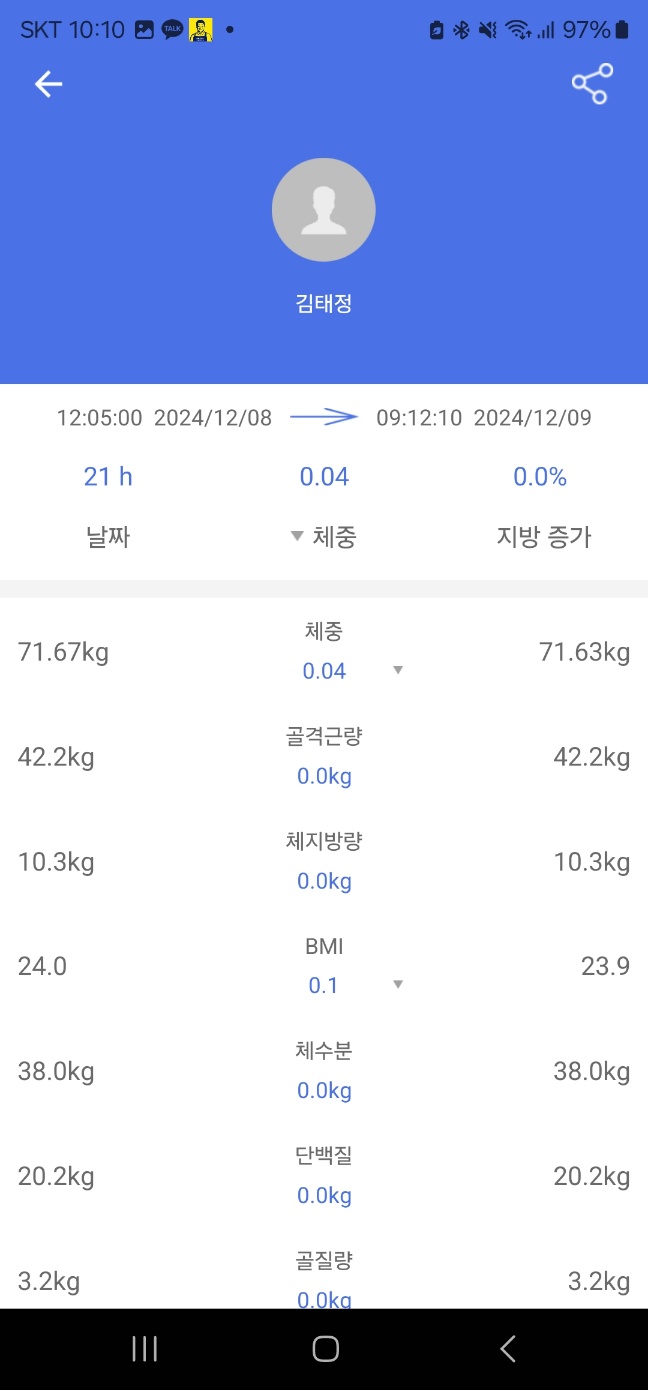 SKT 10:10 TALK 97%
김태정
12:05:00 2024/12/08 09:12:10 2024/12/09
21 h 0.04 0.0%
날짜 ▼ 체중 지방 증가
체중
71.67kg 0.04 ▼ 71.63kg
골격근량
42.2kg 0.0kg 42.2kg
체지방량
10.3kg 0.0kg 10.3kg
BMI
24.0 0.1 ▼ 23.9
체수분
38.0kg 0.0kg 38.0kg
단백질
20.2kg 0.0kg 20.2kg
골질량
3.2kg 0.0kg 3.2kg